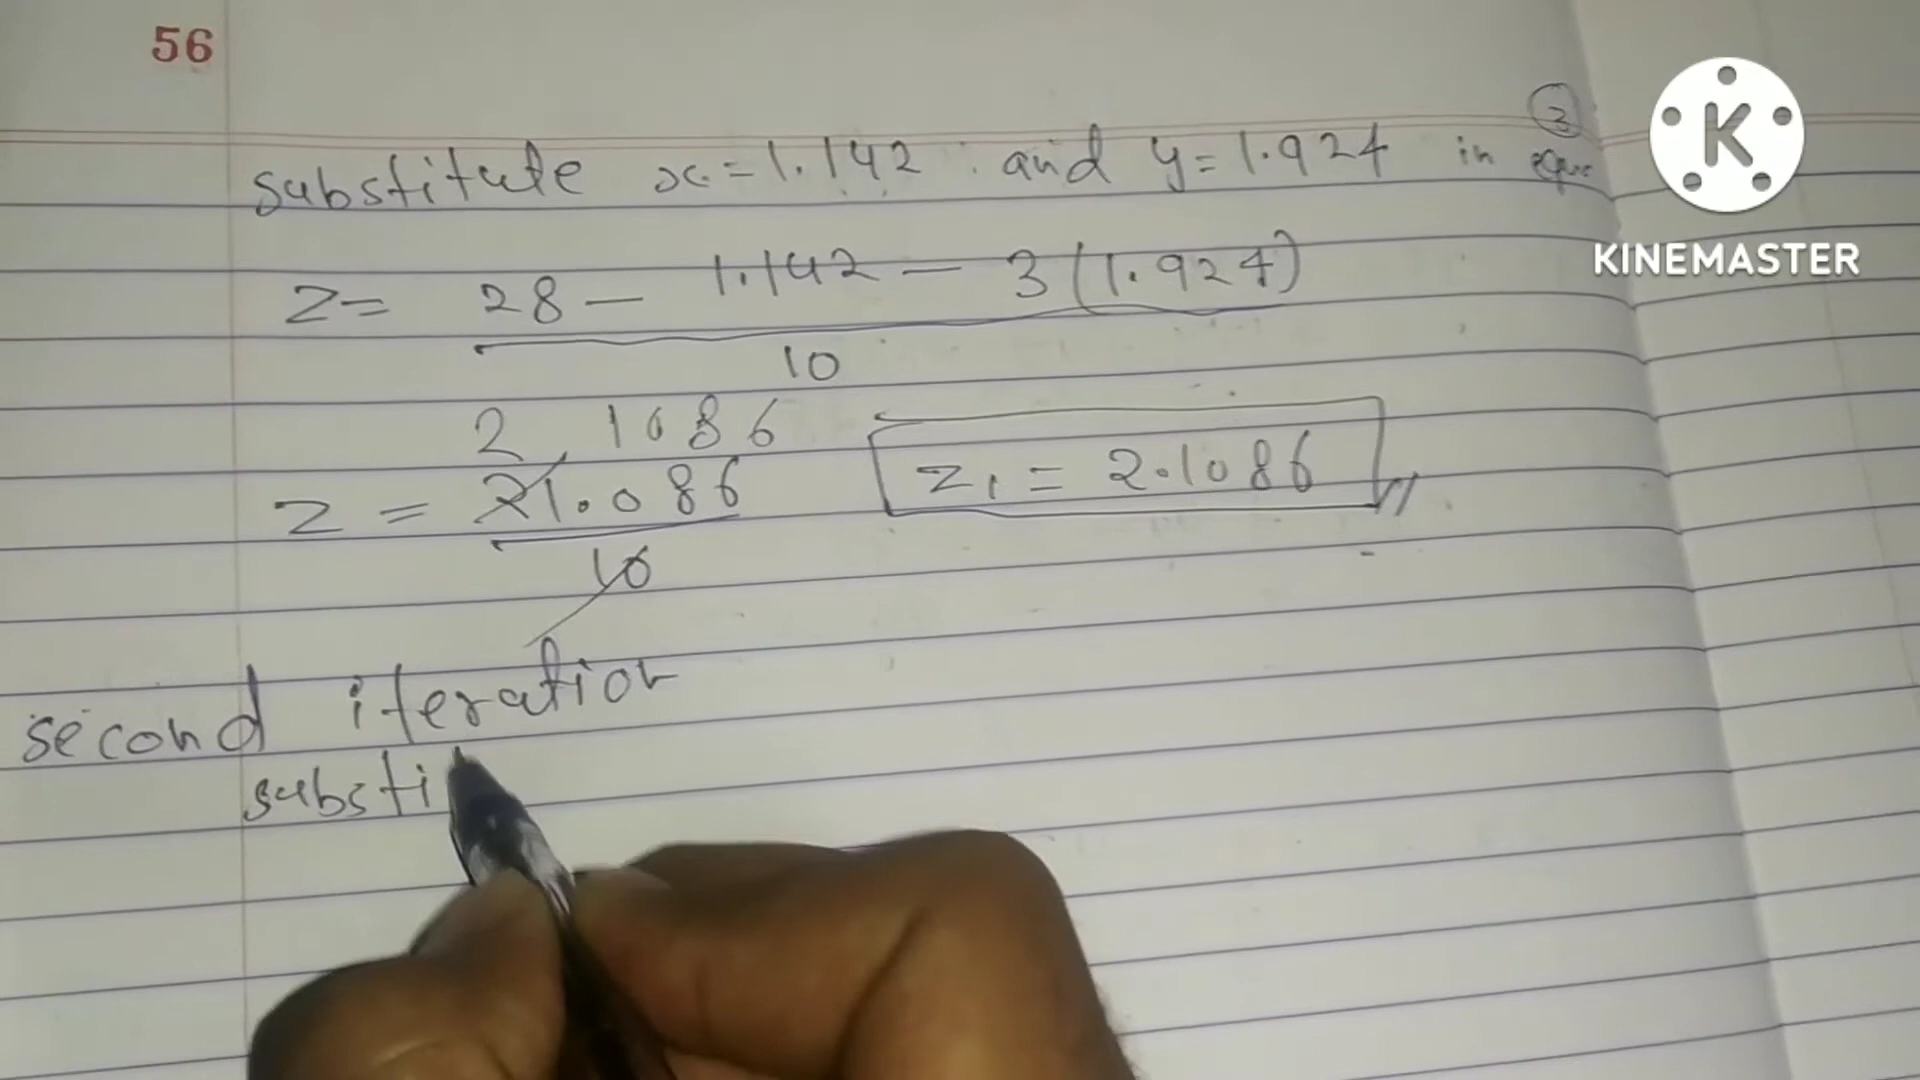 56
substitute x=1.142 and y=1.924 in eqn 3
z= 28 - 1.142 - 3(1.924)
10
2.1086
z = 21.086
10
z1 = 2.1086
second iteration
substi
K
KINEMASTER